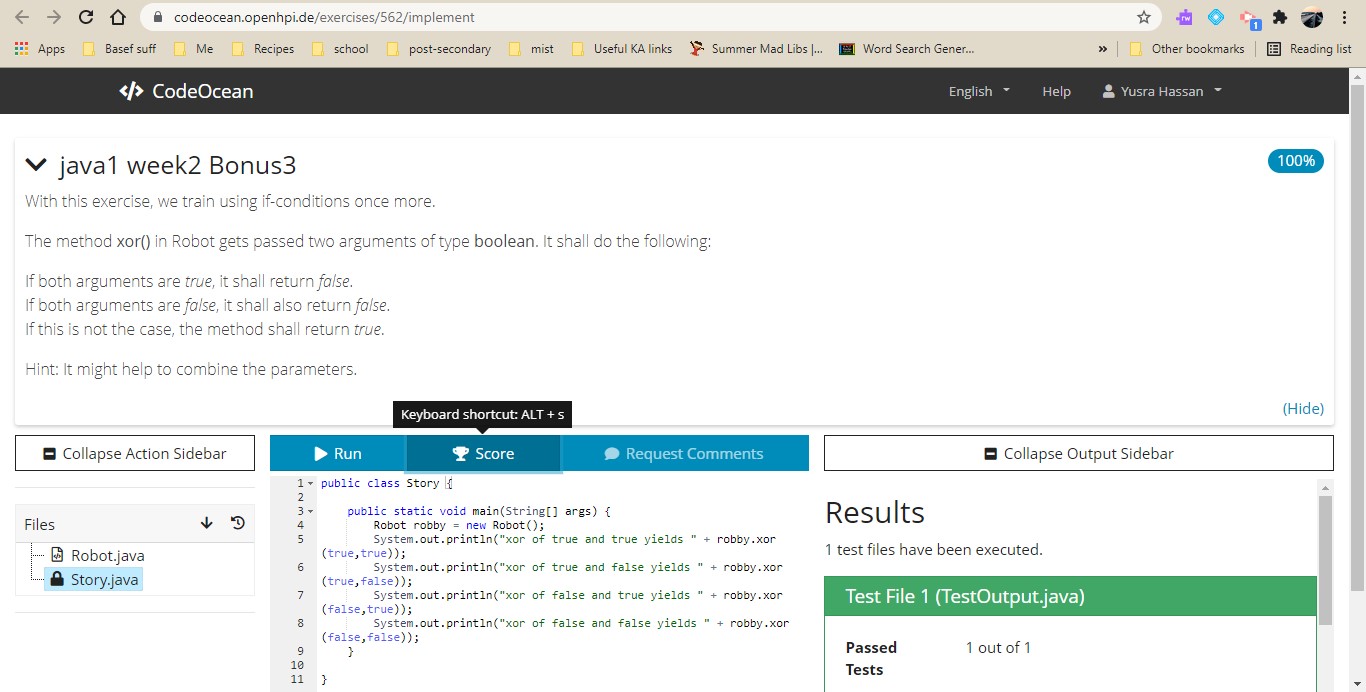 codeocean.openhpi.de/exercises/562/implement
rw
1
Apps
Basef suff
Me
Recipes
school
post-secondary
mist
Useful KA links
Summer Mad Libs |...
Word Search Gener...
»
Other bookmarks
Reading list
</> CodeOcean
English
Help
Yusra Hassan
java1 week2 Bonus3
100%
With this exercise, we train using if-conditions once more.
The method xor() in Robot gets passed two arguments of type boolean. It shall do the following:
If both arguments are true, it shall return false.
If both arguments are false, it shall also return false.
If this is not the case, the method shall return true.
Hint: It might help to combine the parameters.
(Hide)
Keyboard shortcut: ALT + s
Collapse Action Sidebar
Run
Score
Request Comments
Collapse Output Sidebar
Files
Robot.java
Story.java
1 public class Story {
2
3 public static void main(String[] args) {
4 Robot robby = new Robot();
5 System.out.println("xor of true and true yields " + robby.xor
(true,true));
6 System.out.println("xor of true and false yields " + robby.xor
(true,false));
7 System.out.println("xor of false and true yields " + robby.xor
(false,true));
8 System.out.println("xor of false and false yields " + robby.xor
(false,false));
9 }
10
11 }
Results
1 test files have been executed.
Test File 1 (TestOutput.java)
Passed 1 out of 1
Tests